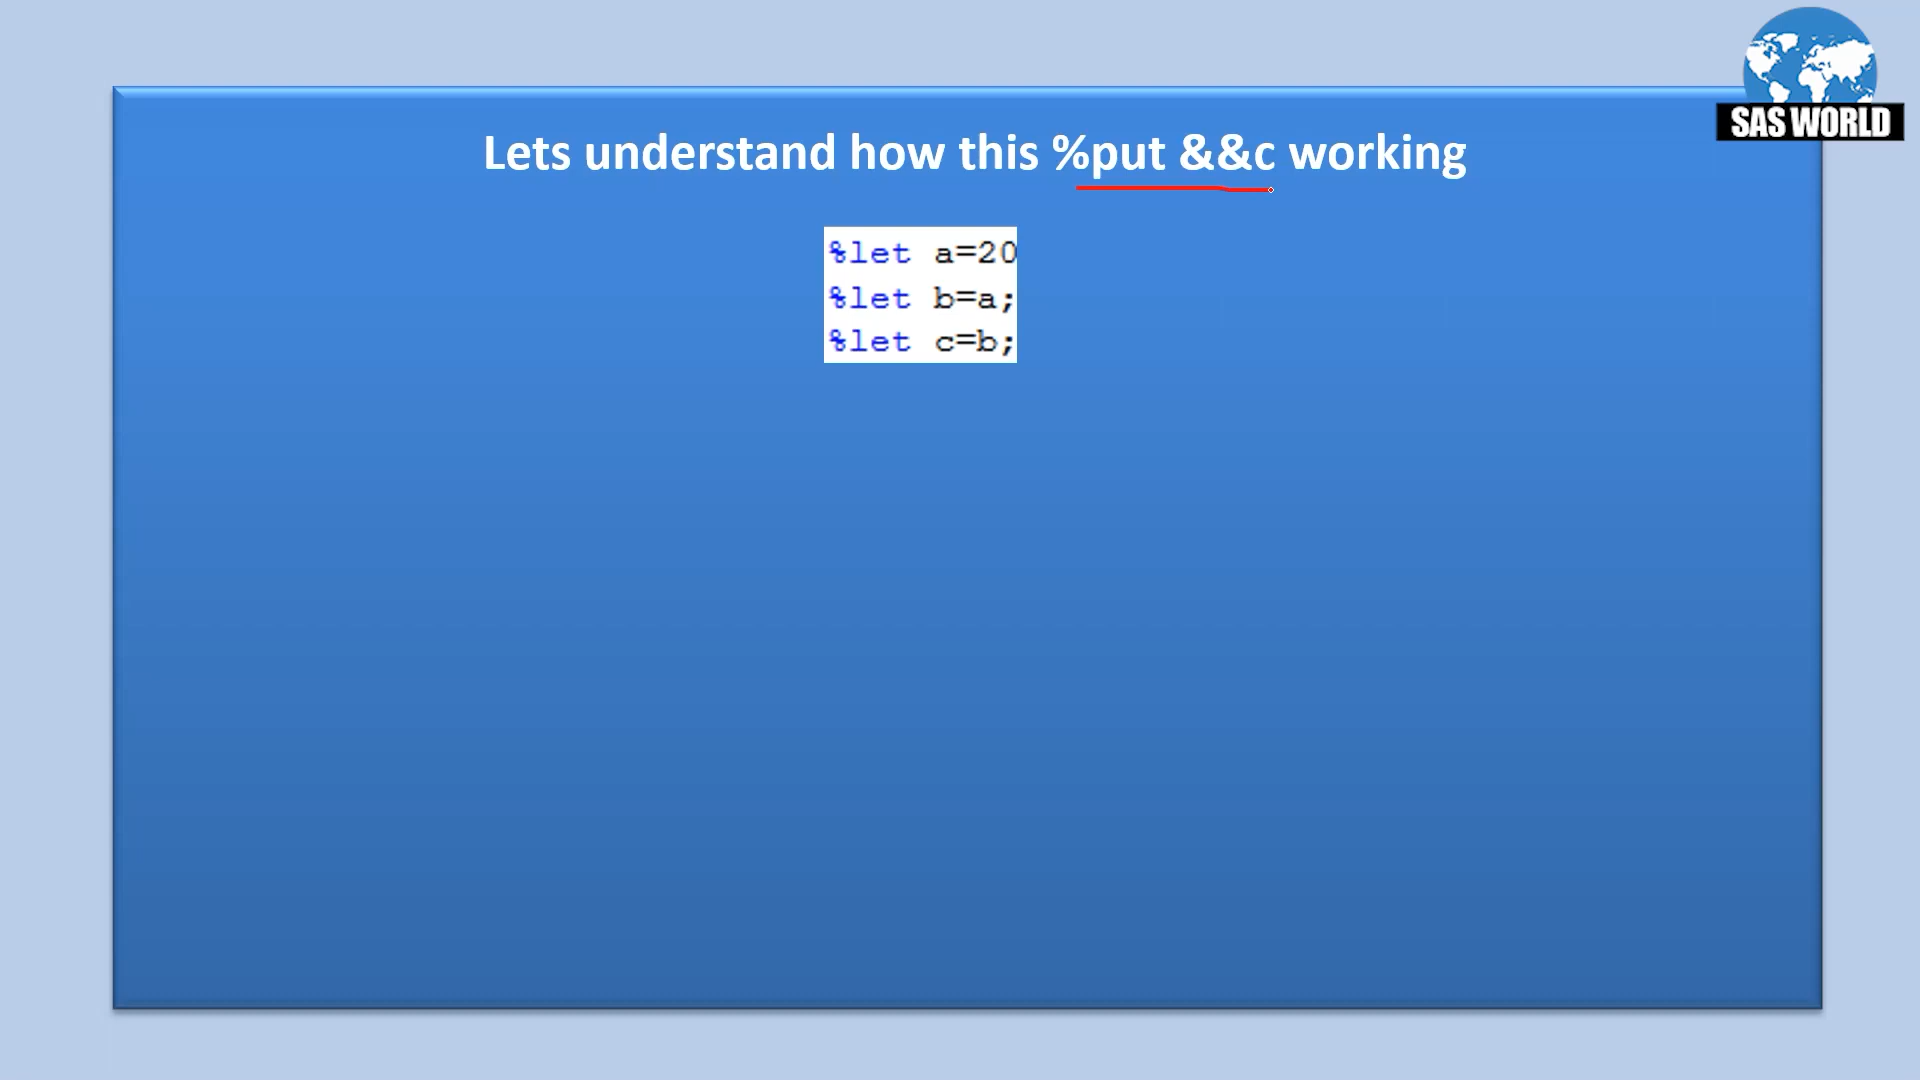 SAS WORLD
Lets understand how this %put &&c working
%let a=20
%let b=a;
%let c=b;